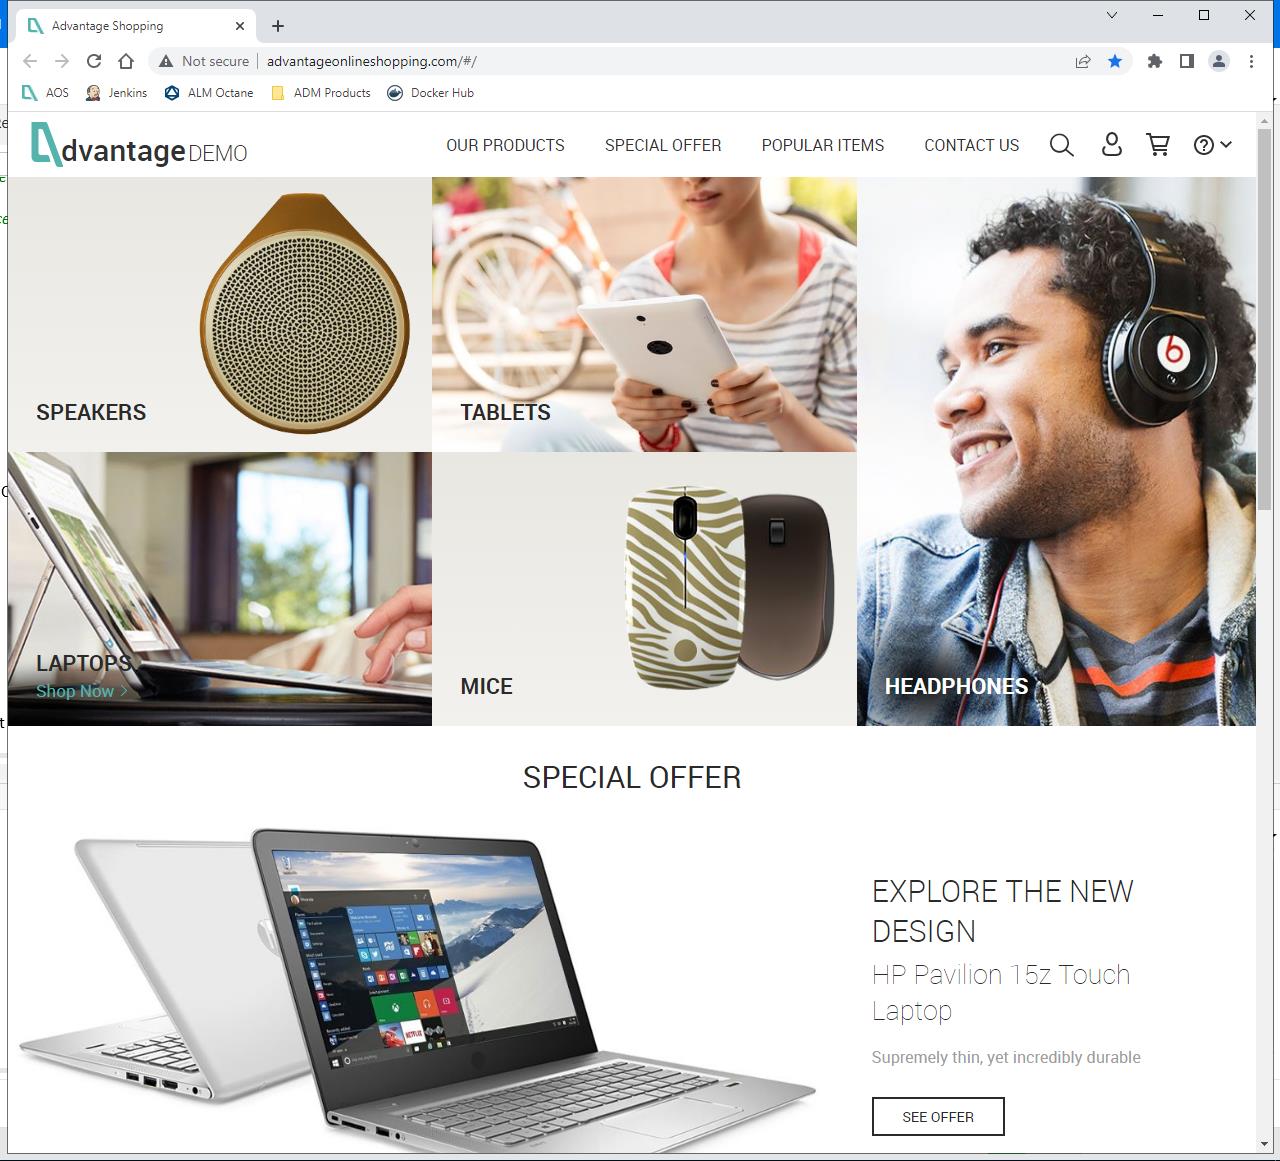 Advantage Shopping
Not secure
advantageonlineshopping.com/#/
AOS
Jenkins
ALM Octane
ADM Products
Docker Hub
dvantage DEMO
OUR PRODUCTS
SPECIAL OFFER
POPULAR ITEMS
CONTACT US
SPEAKERS
TABLETS
LAPTOPS
Shop Now
MICE
HEADPHONES
SPECIAL OFFER
EXPLORE THE NEW
DESIGN
HP Pavilion 15z Touch
Laptop
Supremely thin, yet incredibly durable
SEE OFFER